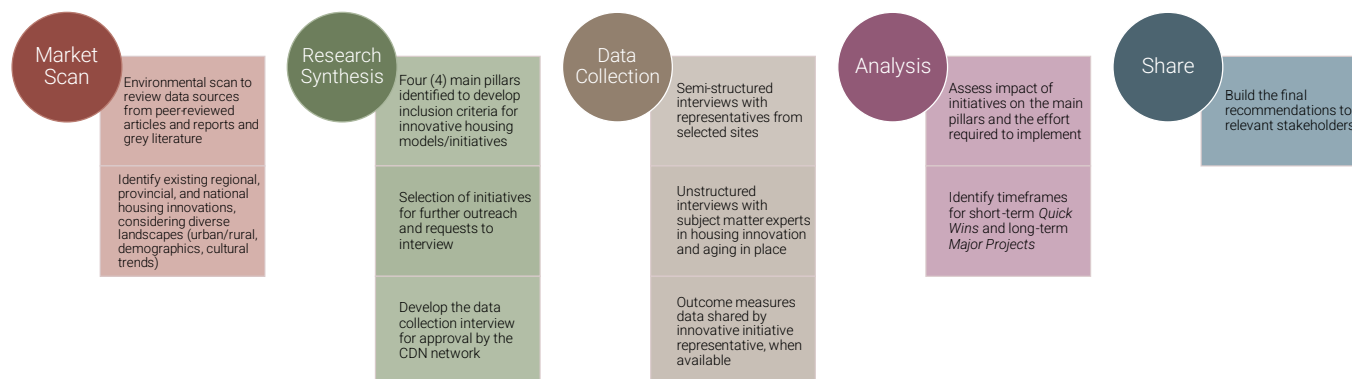 Market
Scan
Environmental scan to
review data sources
from peer-reviewed
articles and reports and
grey literature
Identify existing regional,
provincial, and national
housing innovations,
considering diverse
landscapes (urban/rural,
demographics, cultural
trends)
Research
Synthesis
Four (4) main pillars
identified to develop
inclusion criteria for
innovative housing
models/initiatives
Selection of initiatives
for further outreach
and requests to
interview
Develop the data
collection interview
for approval by the
CDN network
Data
Collection
Semi-structured
interviews with
representatives from
selected sites
Unstructured
interviews with
subject matter experts
in housing innovation
and aging in place
Outcome measures
data shared by
innovative initiative
representative, when
available
Analysis
Assess impact of
initiatives on the main
pillars and the effort
required to implement
Identify timeframes
for short-term Quick
Wins and long-term
Major Projects
Share
Build the final
recommendations to
relevant stakeholders